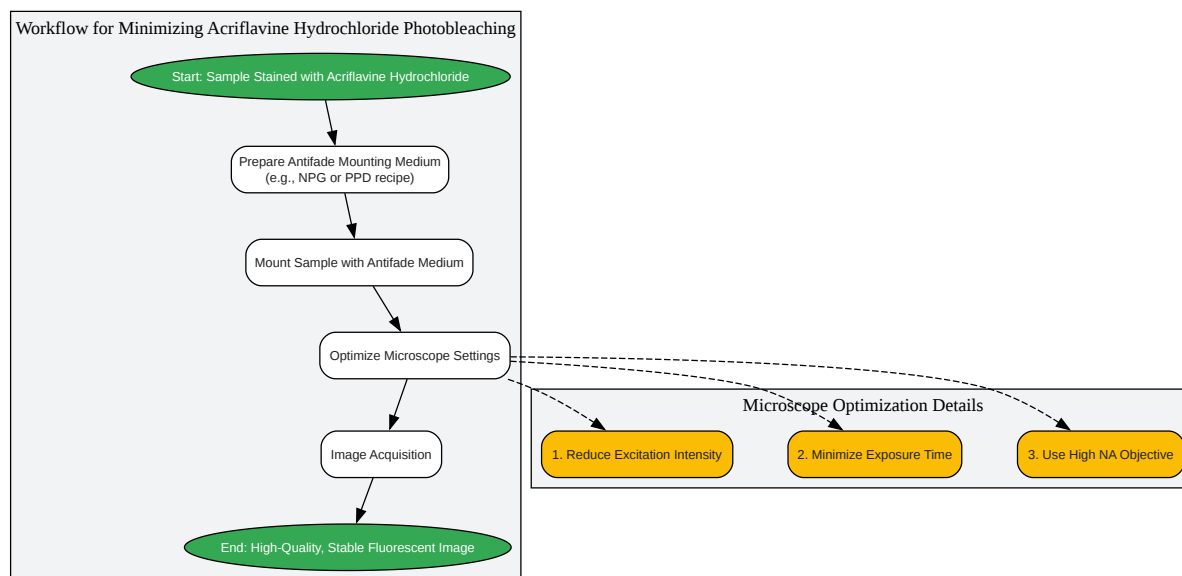 Workflow for Minimizing Acriflavine Hydrochloride Photobleaching
Start: Sample Stained with Acriflavine Hydrochloride
Prepare Antifade Mounting Medium
(e.g., NPG or PPD recipe)
Mount Sample with Antifade Medium
Optimize Microscope Settings
Microscope Optimization Details
1. Reduce Excitation Intensity
2. Minimize Exposure Time
3. Use High NA Objective
Image Acquisition
End: High-Quality, Stable Fluorescent Image